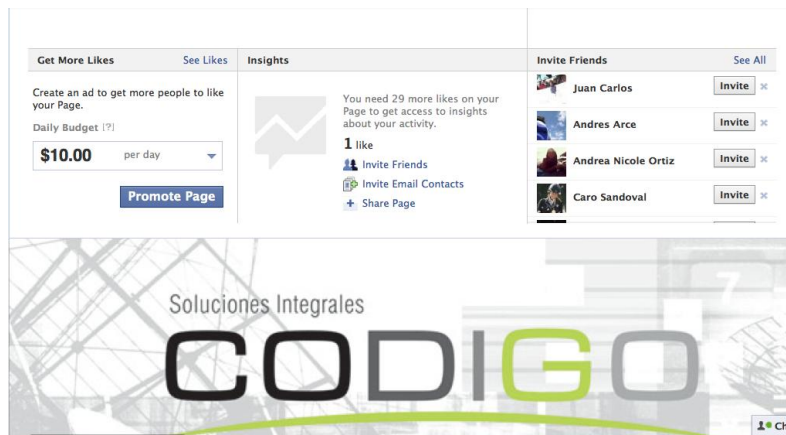 Get More Likes See Likes
Create an ad to get more people to like
your Page.
Daily Budget [?]
$10.00 per day
Promote Page
Insights
You need 29 more likes on your
Page to get access to insights
about your activity.
1 like
Invite Friends
Invite Email Contacts
Share Page
Invite Friends See All
Juan Carlos Invite
Andres Arce Invite
Andrea Nicole Ortiz Invite
Caro Sandoval Invite
7
Soluciones Integrales
CODIGO